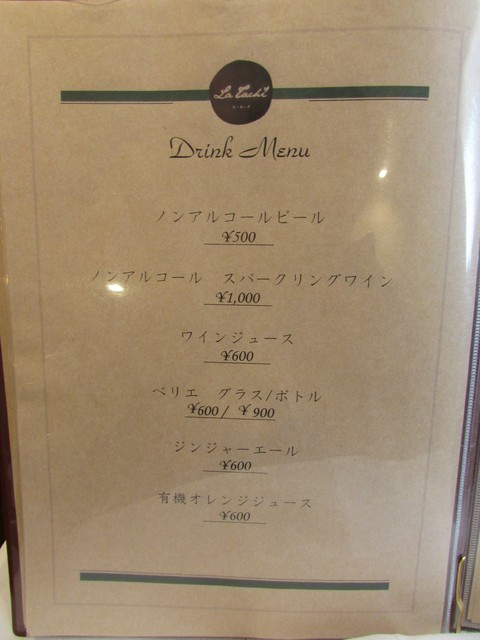 La Tachi
Drink Menu
ノンアルコールビール
¥500
ノンアルコール スパークリングワイン
¥1,000
ワインジュース
¥600
ペリエ グラス/ボトル
¥600 / ¥900
ジンジャーエール
¥600
有機オレンジジュース
¥600